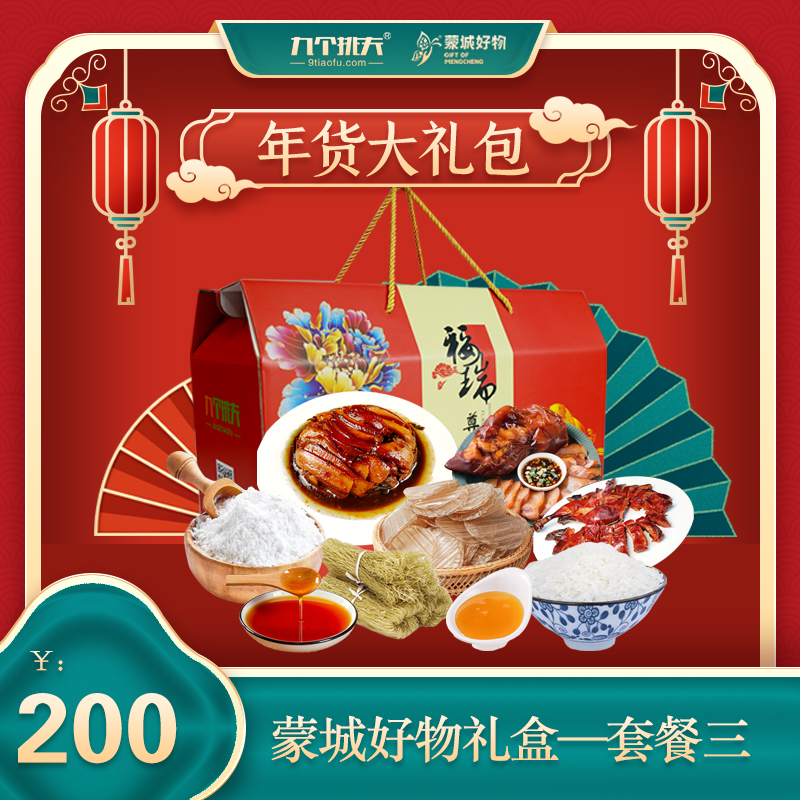 九个挑夫®
9tiaofu.com
蒙城好物
GIFT OF
MENGCHENG
年货大礼包
福瑞
尊
九个挑夫
¥:
200
蒙城好物礼盒—套餐三